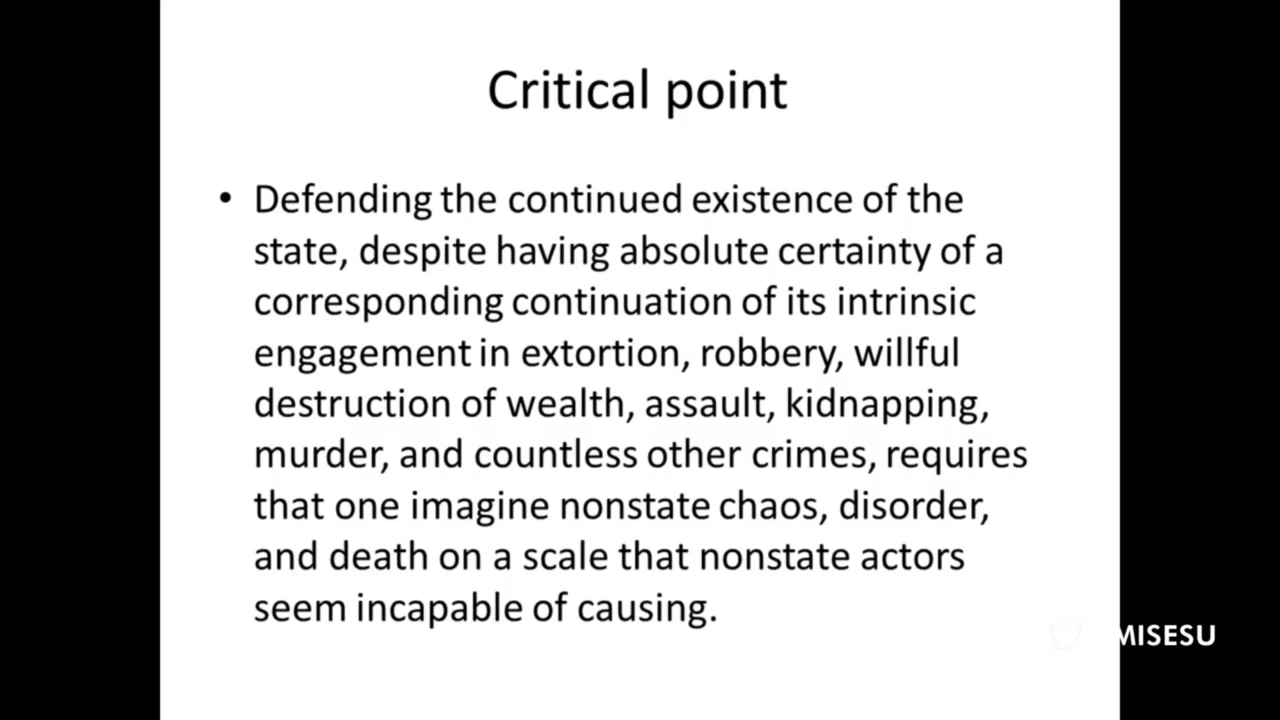 Critical point
• Defending the continued existence of the
state, despite having absolute certainty of a
corresponding continuation of its intrinsic
engagement in extortion, robbery, willful
destruction of wealth, assault, kidnapping,
murder, and countless other crimes, requires
that one imagine nonstate chaos, disorder,
and death on a scale that nonstate actors
seem incapable of causing.
MISESU